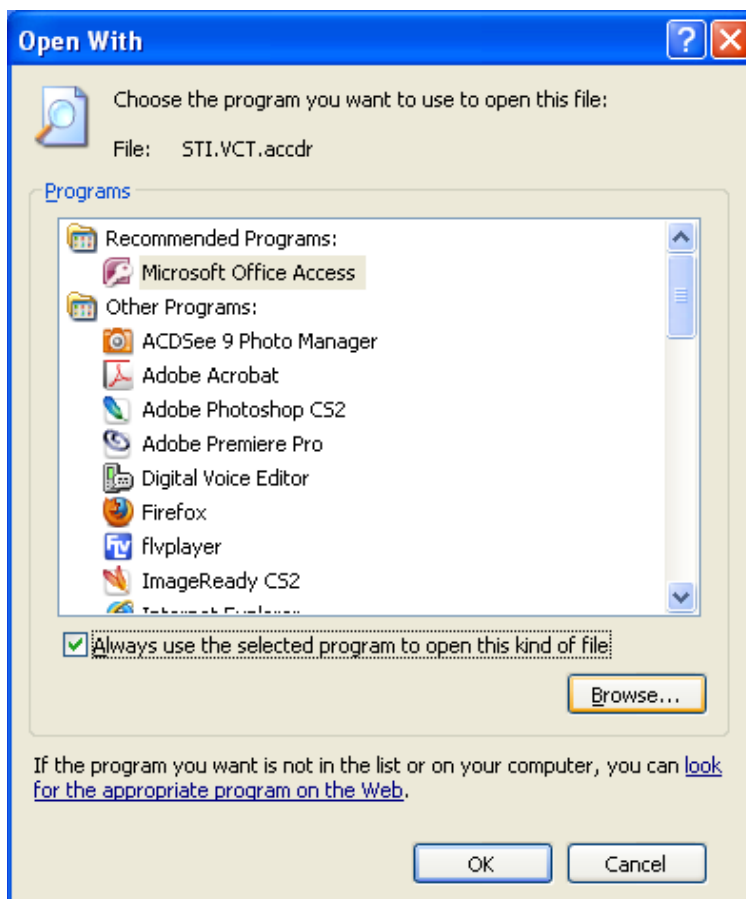 Open With
Choose the program you want to use to open this file:
File: STI.VCT.accdr
Programs
Recommended Programs:
Microsoft Office Access
Other Programs:
ACDSee 9 Photo Manager
Adobe Acrobat
Adobe Photoshop CS2
Adobe Premiere Pro
Digital Voice Editor
Firefox
flvplayer
ImageReady CS2
Internet Explorer
Always use the selected program to open this kind of file
Browse...
If the program you want is not in the list or on your computer, you can look
for the appropriate program on the Web.
OK Cancel